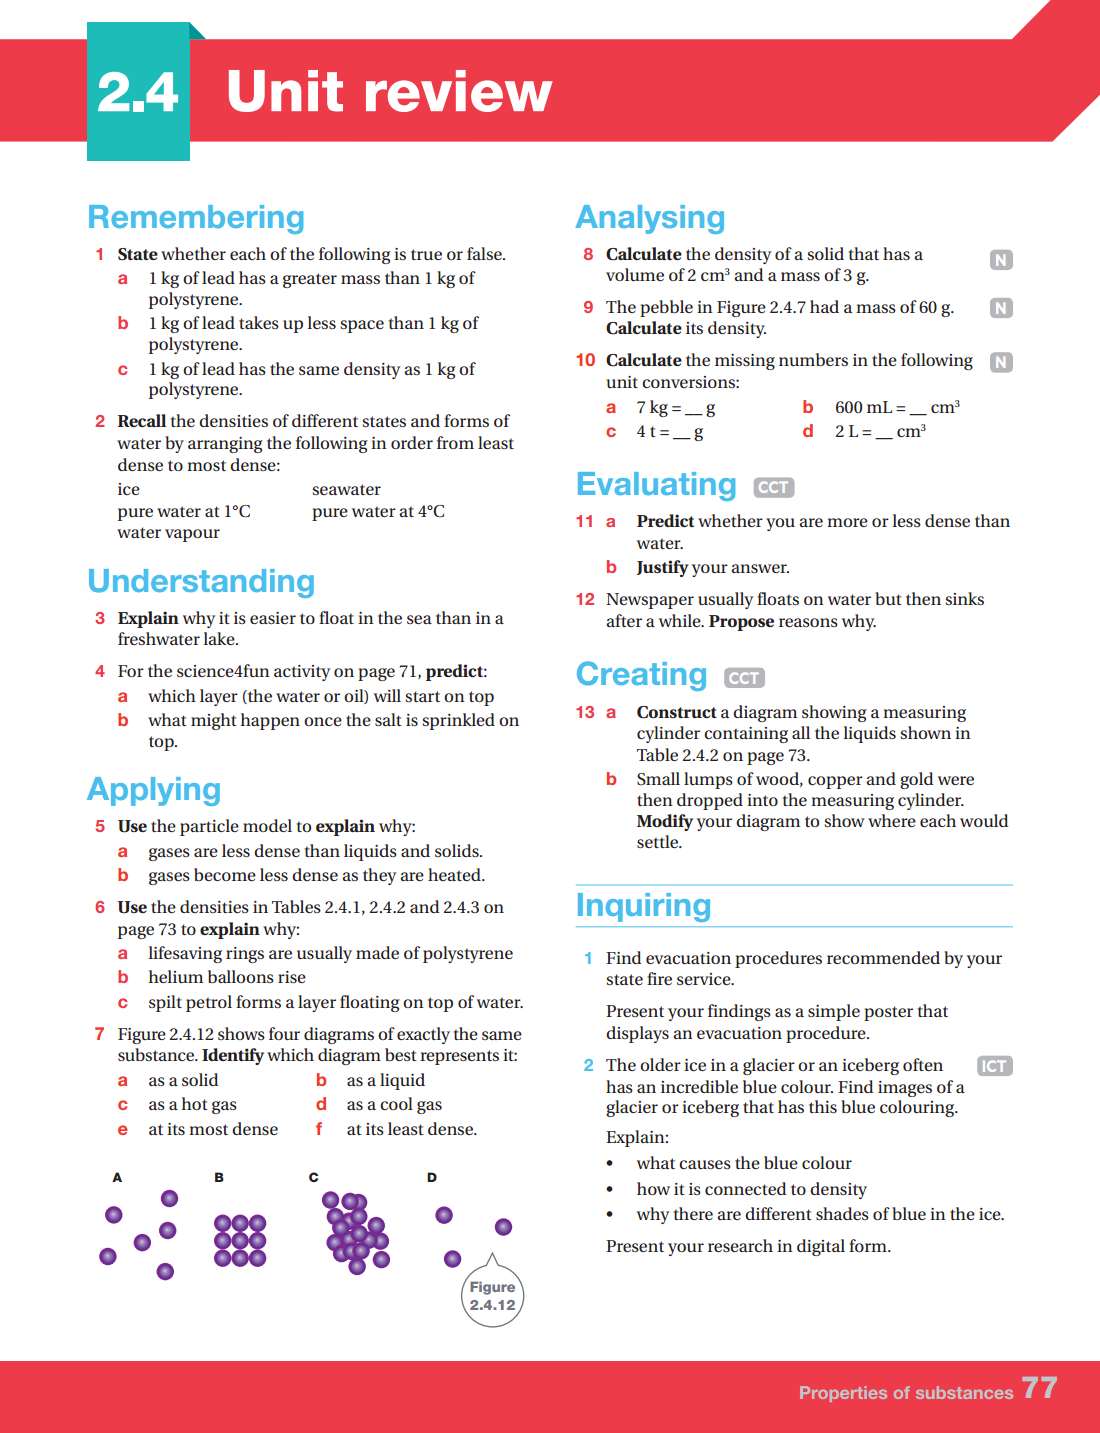 2.4 Unit review
Remembering
1 State whether each of the following is true or false.
a 1 kg of lead has a greater mass than 1 kg of
polystyrene.
b 1 kg of lead takes up less space than 1 kg of
polystyrene.
c 1 kg of lead has the same density as 1 kg of
polystyrene.
2 Recall the densities of different states and forms of
water by arranging the following in order from least
dense to most dense:
ice seawater
pure water at 1°C pure water at 4°C
water vapour
Understanding
3 Explain why it is easier to float in the sea than in a
freshwater lake.
4 For the science4fun activity on page 71, predict:
a which layer (the water or oil) will start on top
b what might happen once the salt is sprinkled on
top.
Applying
5 Use the particle model to explain why:
a gases are less dense than liquids and solids.
b gases become less dense as they are heated.
6 Use the densities in Tables 2.4.1, 2.4.2 and 2.4.3 on
page 73 to explain why:
a lifesaving rings are usually made of polystyrene
b helium balloons rise
c spilt petrol forms a layer floating on top of water.
7 Figure 2.4.12 shows four diagrams of exactly the same
substance. Identify which diagram best represents it:
a as a solid b as a liquid
c as a hot gas d as a cool gas
e at its most dense f at its least dense.
A B C D
Figure
2.4.12
Analysing
8 Calculate the density of a solid that has a N
volume of 2 cm³ and a mass of 3 g.
9 The pebble in Figure 2.4.7 had a mass of 60 g. N
Calculate its density.
10 Calculate the missing numbers in the following N
unit conversions:
a 7 kg = __ g b 600 mL = __ cm³
c 4 t = __ g d 2 L = __ cm³
Evaluating CCT
11 a Predict whether you are more or less dense than
water.
b Justify your answer.
12 Newspaper usually floats on water but then sinks
after a while. Propose reasons why.
Creating CCT
13 a Construct a diagram showing a measuring
cylinder containing all the liquids shown in
Table 2.4.2 on page 73.
b Small lumps of wood, copper and gold were
then dropped into the measuring cylinder.
Modify your diagram to show where each would
settle.
Inquiring
1 Find evacuation procedures recommended by your
state fire service.
Present your findings as a simple poster that
displays an evacuation procedure.
2 The older ice in a glacier or an iceberg often ICT
has an incredible blue colour. Find images of a
glacier or iceberg that has this blue colouring.
Explain:
• what causes the blue colour
• how it is connected to density
• why there are different shades of blue in the ice.
Present your research in digital form.
Properties of substances 77